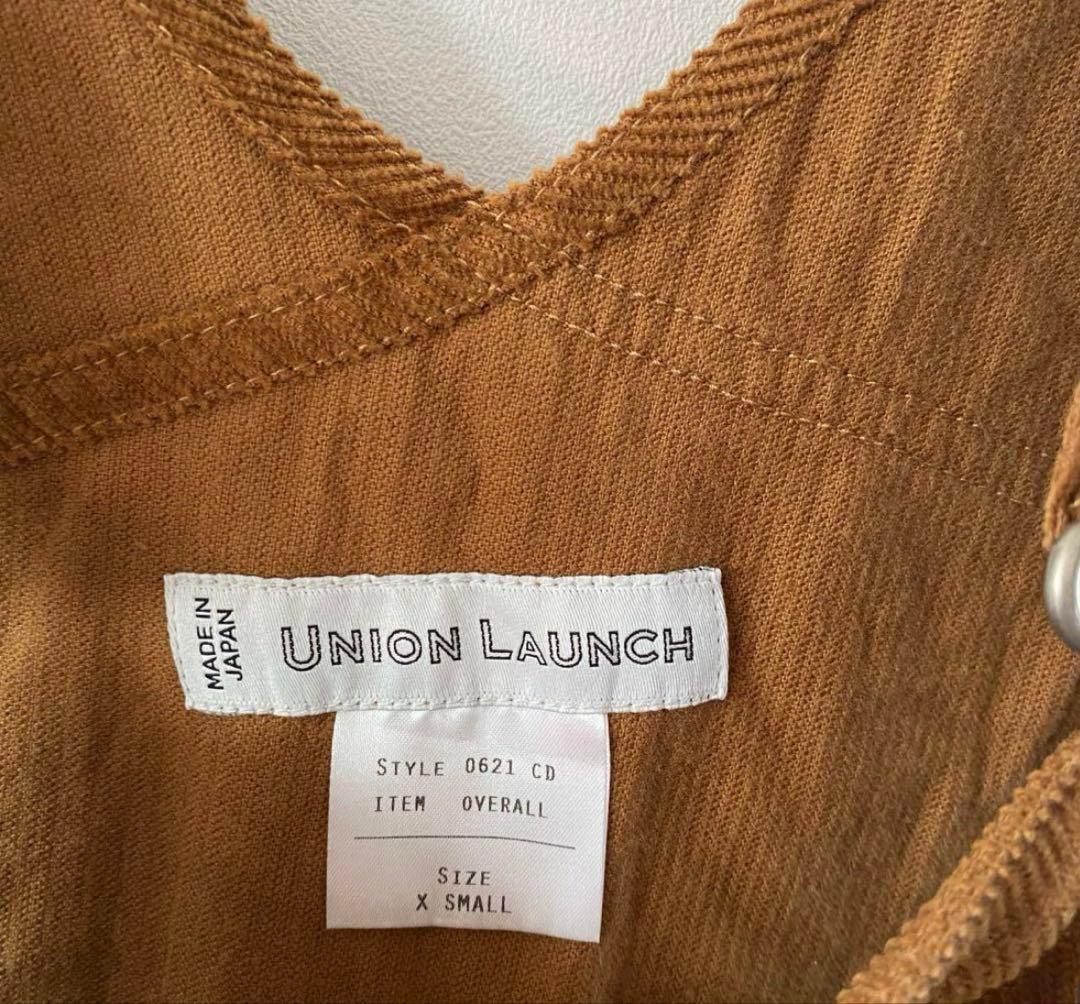 MADE IN
JAPAN
UNION LAUNCH
STYLE 0621 CD
ITEM OVERALL
SIZE
X SMALL